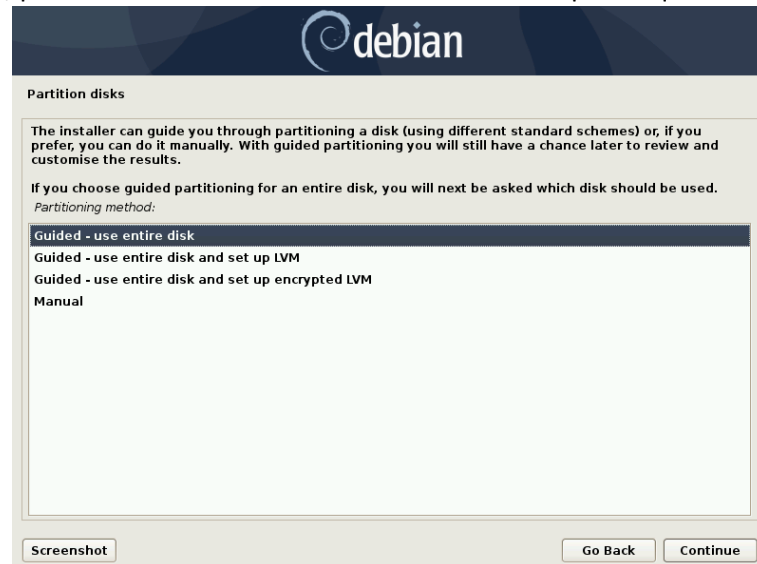 debian
Partition disks
The installer can guide you through partitioning a disk (using different standard schemes) or, if you
prefer, you can do it manually. With guided partitioning you will still have a chance later to review and
customise the results.
If you choose guided partitioning for an entire disk, you will next be asked which disk should be used.
Partitioning method:
Guided - use entire disk
Guided - use entire disk and set up LVM
Guided - use entire disk and set up encrypted LVM
Manual
Screenshot
Go Back
Continue